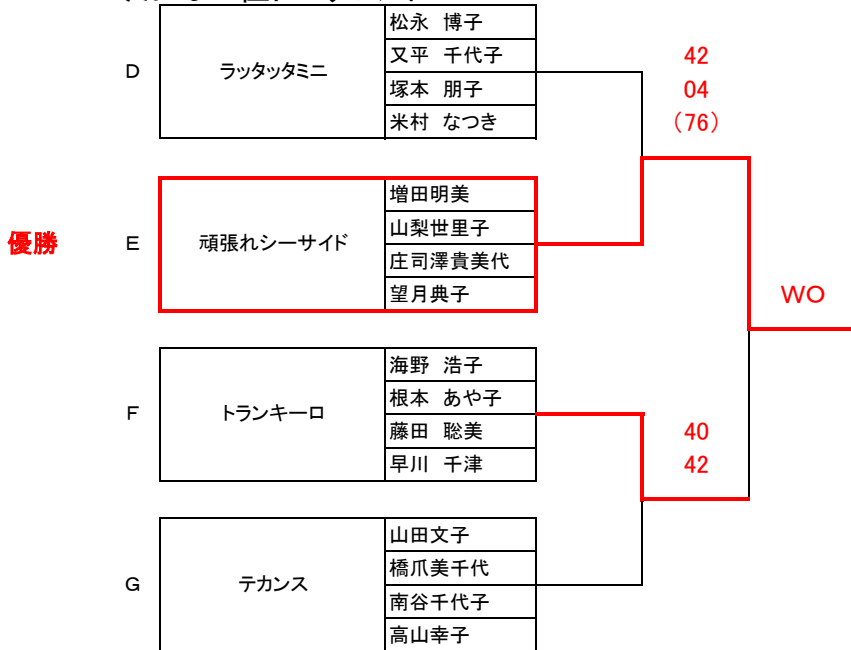 松永 博子
又平 千代子
D ラッタッタミニ 42
塚本 朋子 04
米村 なつき (76)
増田明美
山梨世里子
優勝 E 頑張れシーサイド
庄司澤貴美代
望月典子 WO
海野 浩子
根本 あや子
F トランキーロ
藤田 聡美 40
早川 千津 42
山田文子
橋爪美千代
G テカンス
南谷千代子
高山幸子